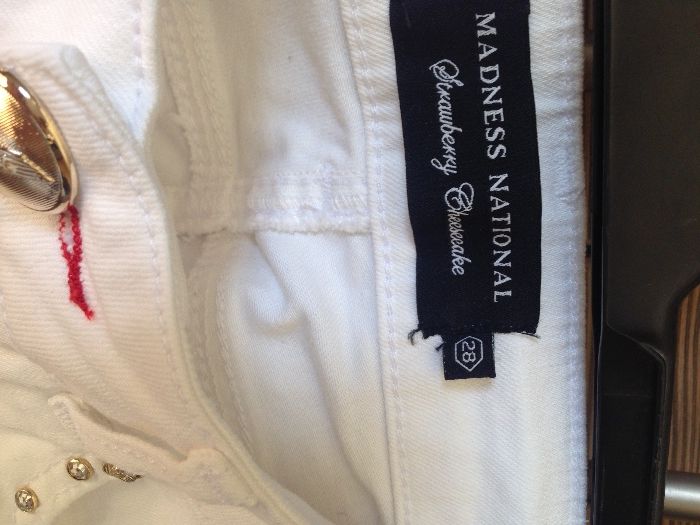 MADNESS NATIONAL
Strawberry Cheesecake
28